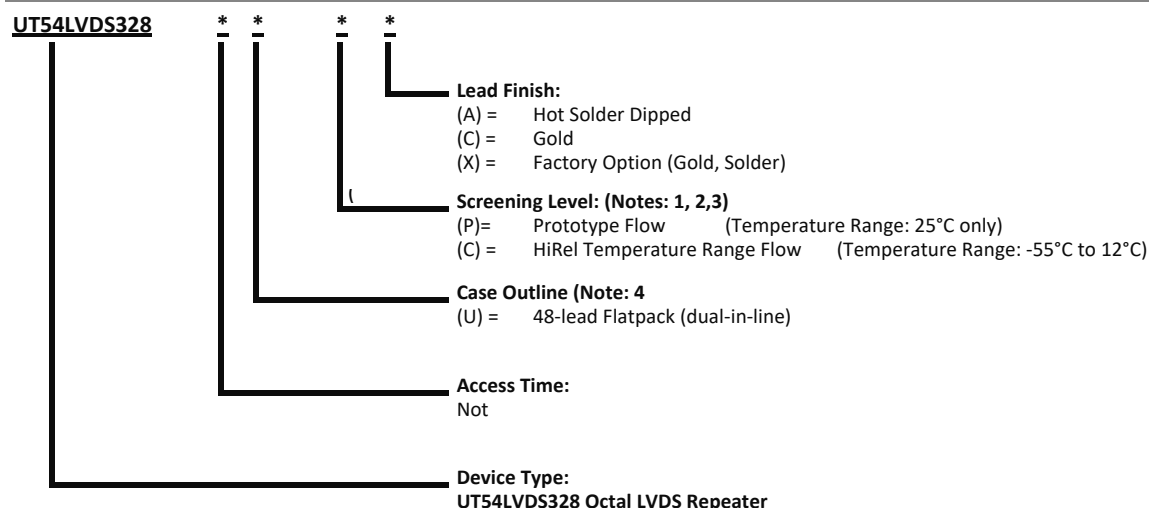 UT54LVDS328 * * * *
Lead Finish:
(A) = Hot Solder Dipped
(C) = Gold
(X) = Factory Option (Gold, Solder)
(
Screening Level: (Notes: 1, 2,3)
(P)= Prototype Flow (Temperature Range: 25°C only)
(C) = HiRel Temperature Range Flow (Temperature Range: -55°C to 12°C)
Case Outline (Note: 4
(U) = 48-lead Flatpack (dual-in-line)
Access Time:
Not
Device Type:
UT54LVDS328 Octal LVDS Repeater